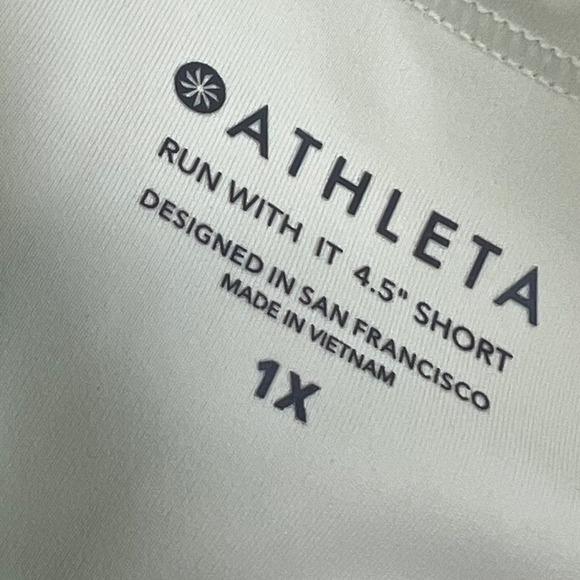 ATHLETA
RUN WITH IT 4.5" SHORT
DESIGNED IN SAN FRANCISCO
MADE IN VIETNAM
1X